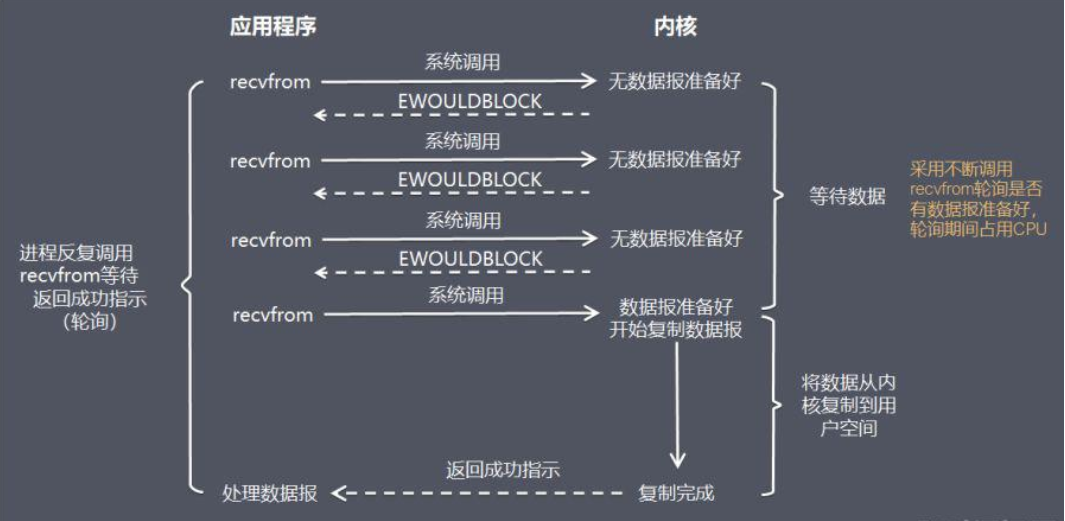 应用程序
内核
系统调用
recvfrom
无数据报准备好
EWOULDBLOCK
系统调用
recvfrom
无数据报准备好
EWOULDBLOCK
系统调用
recvfrom
无数据报准备好
EWOULDBLOCK
系统调用
recvfrom
数据报准备好
开始复制数据报
返回成功指示
处理数据报
复制完成
进程反复调用
recvfrom等待
返回成功指示
（轮询）
等待数据
采用不断调用
recvfrom轮询是否
有数据报准备好，
轮询期间占用CPU
将数据从内
核复制到用
户空间